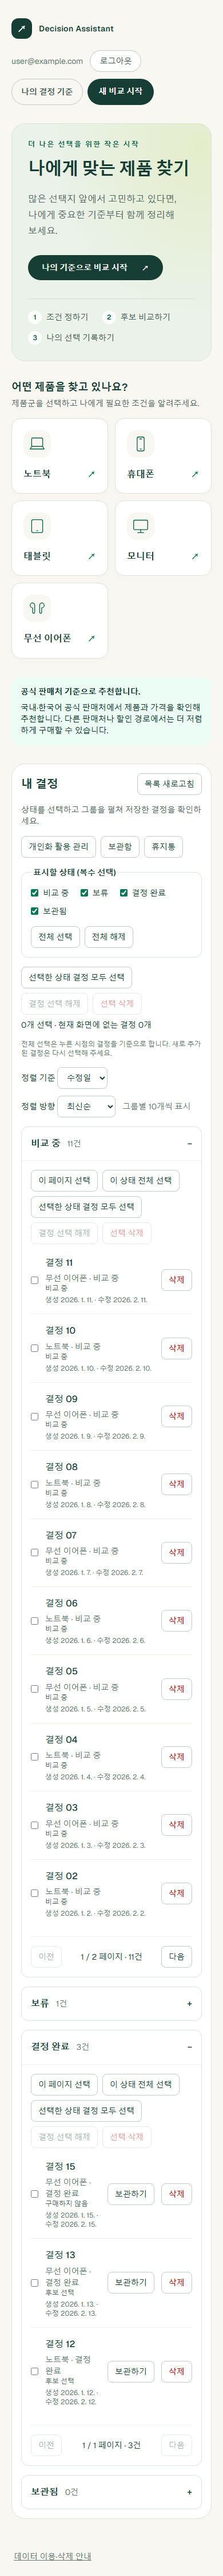 Decision Assistant
user@example.com 로그아웃
나의 결정 기준 새 비교 시작
더 나은 선택을 위한 작은 시작
나에게 맞는 제품 찾기
많은 선택지 앞에서 고민하고 있다면,
나에게 중요한 기준부터 함께 정리해
보세요.
나의 기준으로 비교 시작 ↗
1 조건 정하기 2 후보 비교하기
3 나의 선택 기록하기
어떤 제품을 찾고 있나요?
제품군을 선택하고 나에게 필요한 조건을 알려주세요.
노트북 ↗ 휴대폰 ↗
태블릿 ↗ 모니터 ↗
무선 이어폰 ↗
공식 판매처 기준으로 추천합니다.
국내·한국어 공식 판매처에서 제품과 가격을 확인해
추천합니다. 다른 판매처나 할인 경로에서는 더 저렴
하게 구매할 수 있습니다.
내 결정 목록 새로고침
상태를 선택하고 그룹을 펼쳐 저장한 결정을 확인하
세요.
개인화 활용 관리 보관함 휴지통
표시할 상태 (복수 선택)
비교 중 보류 결정 완료
보관됨
전체 선택 전체 해제
선택한 상태 결정 모두 선택
결정 선택 해제 선택 삭제
0개 선택 · 현재 화면에 없는 결정 0개
전체 선택은 누른 시점의 결정을 기준으로 합니다. 새로 추가
된 결정은 다시 선택해 주세요.
정렬 기준 수정일
정렬 방향 최신순 그룹별 10개씩 표시
비교 중 11건 −
이 페이지 선택 이 상태 전체 선택
선택한 상태 결정 모두 선택
결정 선택 해제 선택 삭제
결정 11
무선 이어폰 · 비교 중
비교 중
생성 2026. 1. 11. · 수정 2026. 2. 11.
삭제
결정 10
노트북 · 비교 중
비교 중
생성 2026. 1. 10. · 수정 2026. 2. 10.
삭제
결정 09
무선 이어폰 · 비교 중
비교 중
생성 2026. 1. 9. · 수정 2026. 2. 9.
삭제
결정 08
노트북 · 비교 중
비교 중
생성 2026. 1. 8. · 수정 2026. 2. 8.
삭제
결정 07
무선 이어폰 · 비교 중
비교 중
생성 2026. 1. 7. · 수정 2026. 2. 7.
삭제
결정 06
노트북 · 비교 중
비교 중
생성 2026. 1. 6. · 수정 2026. 2. 6.
삭제
결정 05
무선 이어폰 · 비교 중
비교 중
생성 2026. 1. 5. · 수정 2026. 2. 5.
삭제
결정 04
노트북 · 비교 중
비교 중
생성 2026. 1. 4. · 수정 2026. 2. 4.
삭제
결정 03
무선 이어폰 · 비교 중
비교 중
생성 2026. 1. 3. · 수정 2026. 2. 3.
삭제
결정 02
노트북 · 비교 중
비교 중
생성 2026. 1. 2. · 수정 2026. 2. 2.
삭제
이전 1 / 2 페이지 · 11건 다음
보류 1건 +
결정 완료 3건 −
이 페이지 선택 이 상태 전체 선택
선택한 상태 결정 모두 선택
결정 선택 해제 선택 삭제
결정 15
무선 이어폰 ·
결정 완료
구매하지 않음
생성 2026. 1. 15. ·
수정 2026. 2. 15.
보관하기 삭제
결정 13
무선 이어폰 ·
결정 완료
후보 선택
생성 2026. 1. 13. ·
수정 2026. 2. 13.
보관하기 삭제
결정 12
노트북 · 결정
완료
후보 선택
생성 2026. 1. 12. ·
수정 2026. 2. 12.
보관하기 삭제
이전 1 / 1 페이지 · 3건 다음
보관됨 0건 +
데이터 이용·삭제 안내